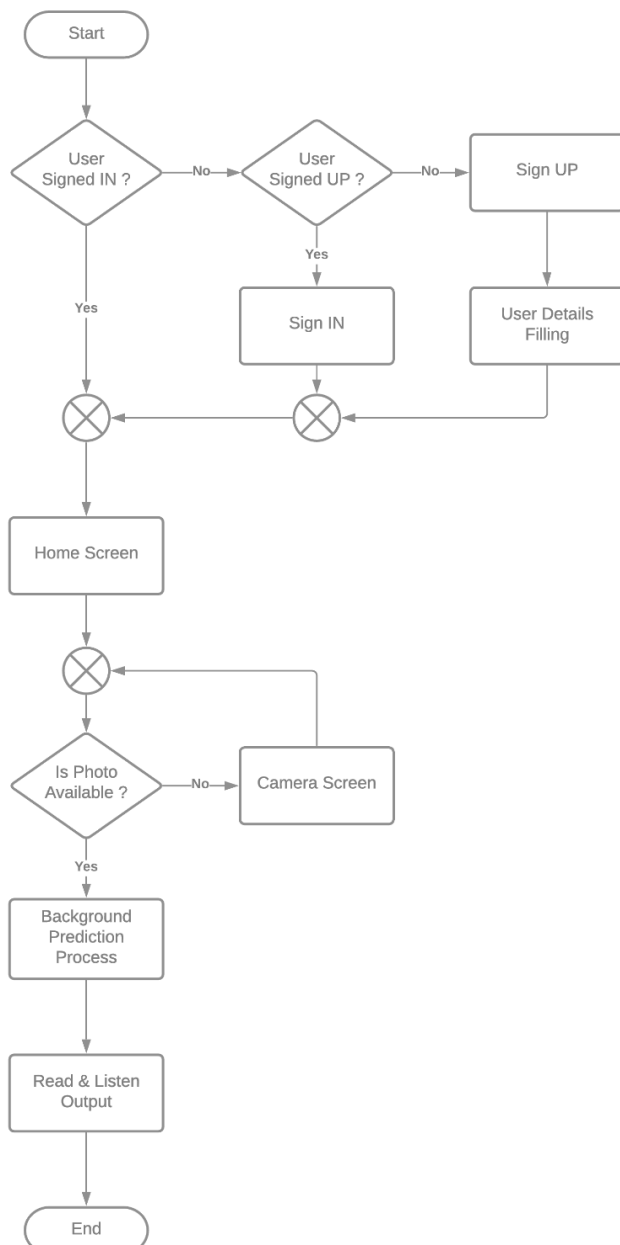 Start
User
Signed IN ?
No
User
Signed UP ?
No
Sign UP
Yes
Yes
Sign IN
User Details
Filling
Home Screen
Is Photo
Available ?
No
Camera Screen
Yes
Background
Prediction
Process
Read & Listen
Output
End